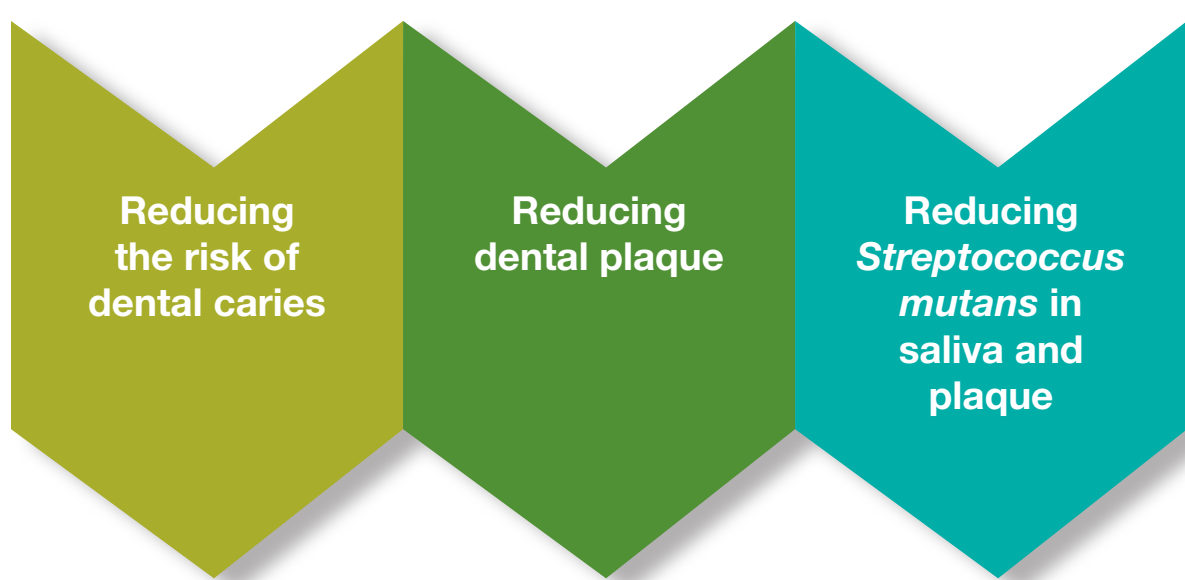 Reducing
the risk of
dental caries
Reducing
dental plaque
Reducing
Streptococcus
mutans in
saliva and
plaque